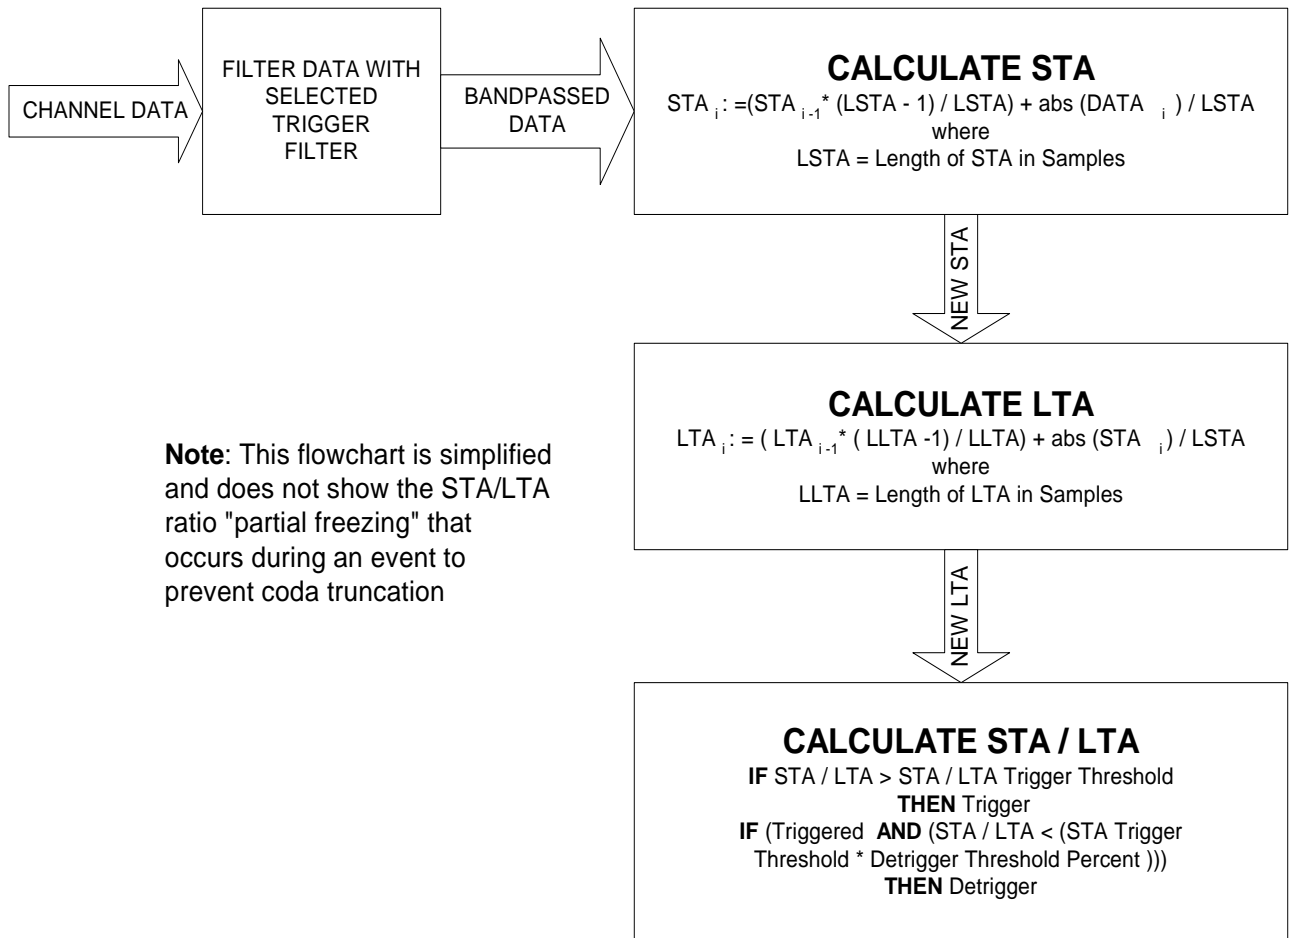 CHANNEL DATA
FILTER DATA WITH
SELECTED
TRIGGER
FILTER
BANDPASSED
DATA
CALCULATE STA
STA i : =(STA i -1* (LSTA - 1) / LSTA) + abs (DATA i ) / LSTA
where
LSTA = Length of STA in Samples
NEW STA
CALCULATE LTA
LTA i : = ( LTA i -1* ( LLTA -1) / LLTA) + abs (STA i ) / LSTA
where
LLTA = Length of LTA in Samples
Note: This flowchart is simplified
and does not show the STA/LTA
ratio "partial freezing" that
occurs during an event to
prevent coda truncation
NEW LTA
CALCULATE STA / LTA
IF STA / LTA > STA / LTA Trigger Threshold
THEN Trigger
IF (Triggered AND (STA / LTA < (STA Trigger
Threshold * Detrigger Threshold Percent )))
THEN Detrigger